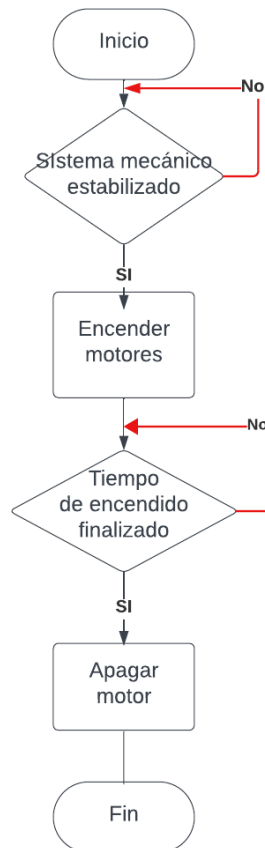 Inicio
No
SIstema mecánico
estabilizado
SI
Encender
motores
No
Tiempo
de encendido
finalizado
SI
Apagar
motor
Fin